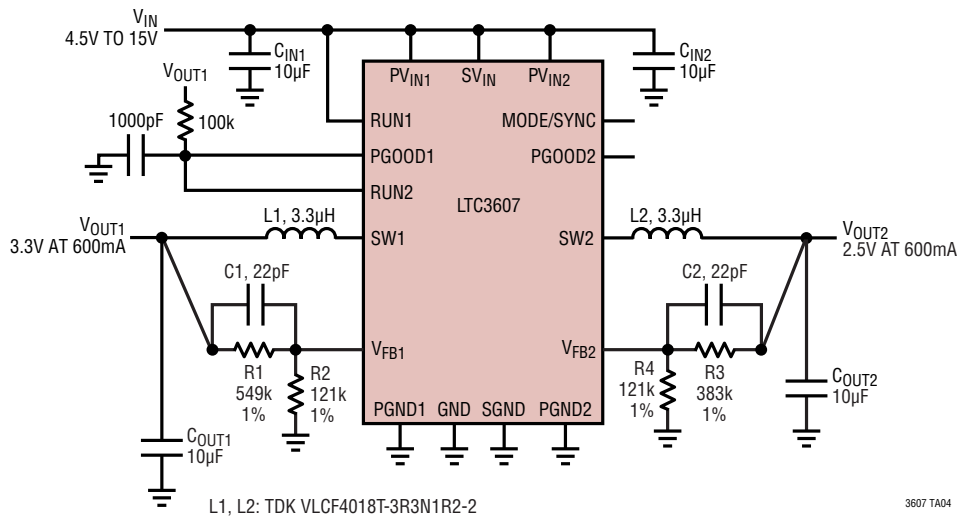 VIN
4.5V TO 15V
CIN1
10µF
CIN2
10µF
VOUT1
100k
1000pF
PVIN1
SVIN
PVIN2
RUN1
MODE/SYNC
PGOOD1
PGOOD2
RUN2
LTC3607
VOUT1
3.3V AT 600mA
L1, 3.3µH
SW1
SW2
L2, 3.3µH
VOUT2
2.5V AT 600mA
C1, 22pF
C2, 22pF
VFB1
VFB2
R1
549k
1%
R2
121k
1%
R4
121k
1%
R3
383k
1%
COUT2
10µF
PGND1
GND
SGND
PGND2
COUT1
10µF
L1, L2: TDK VLCF4018T-3R3N1R2-2
3607 TA04